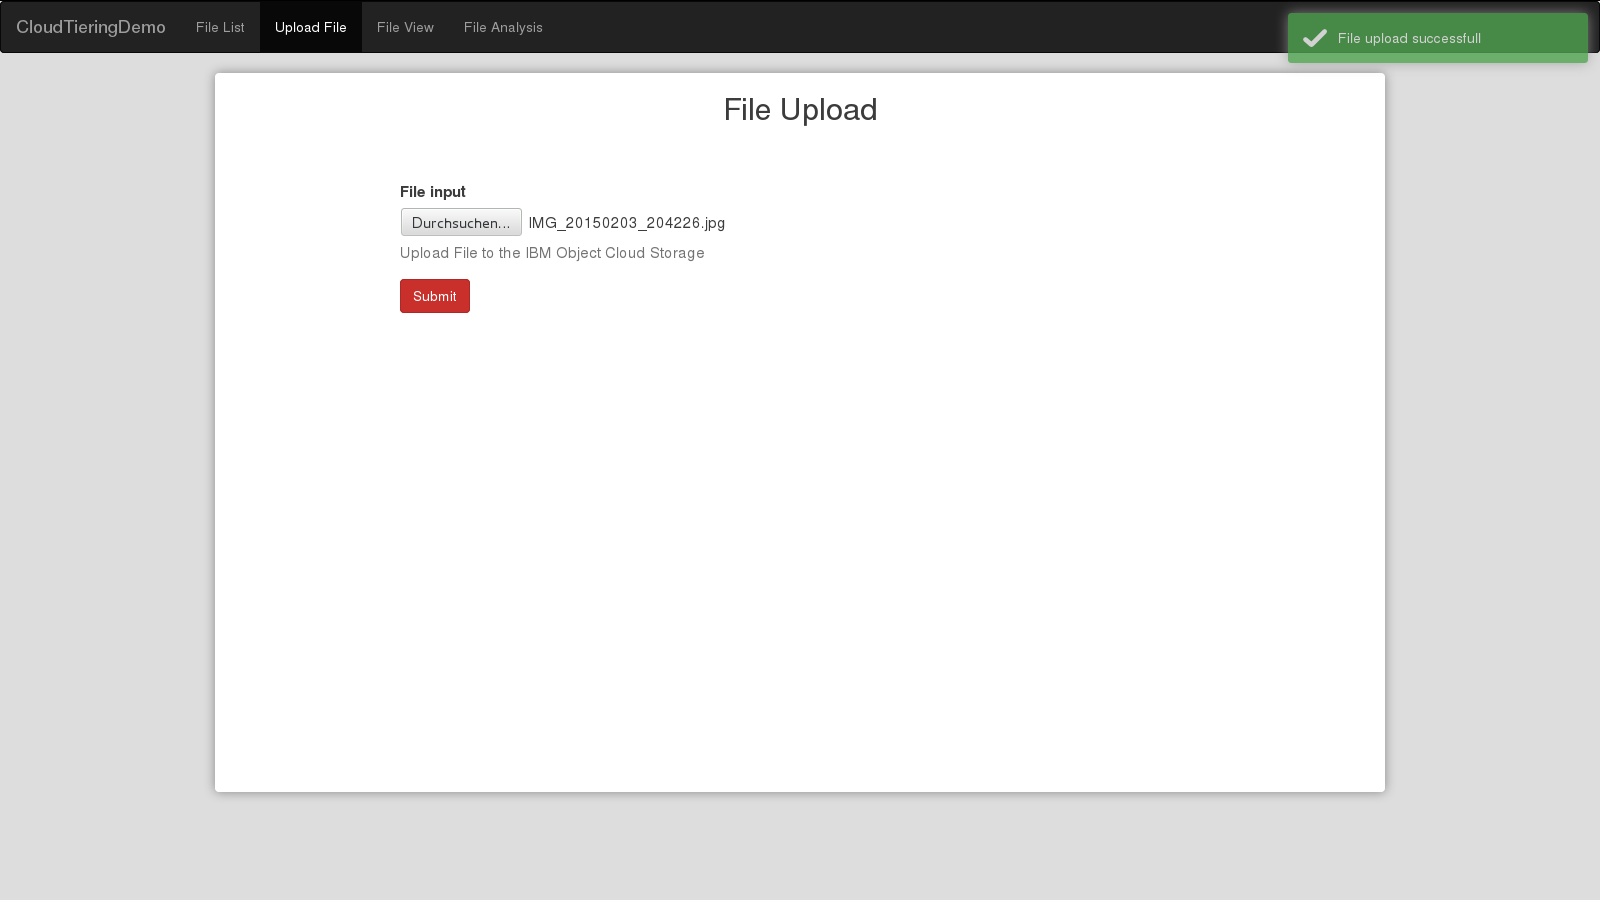 CloudTieringDemo File List Upload File File View File Analysis
File upload successfull
File Upload
File input
Durchsuchen... IMG_20150203_204226.jpg
Upload File to the IBM Object Cloud Storage
Submit